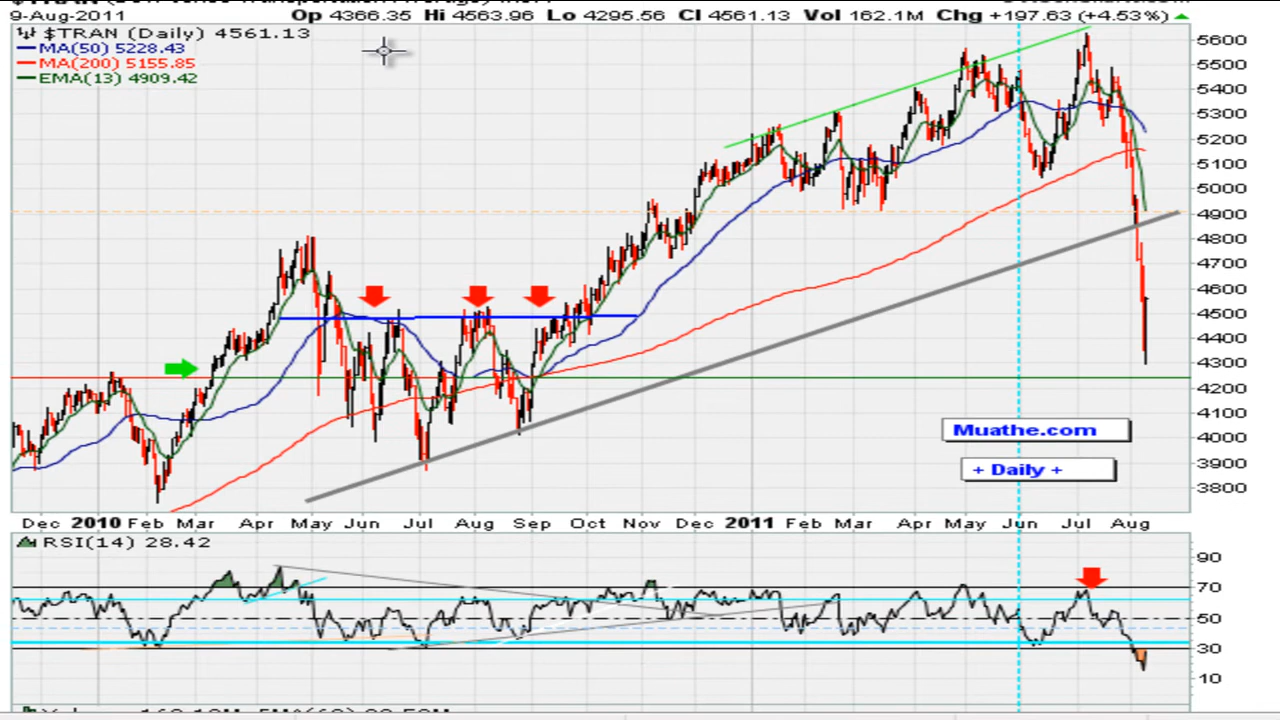 9-Aug-2011 Op 4366.35 Hi 4563.96 Lo 4295.56 Cl 4561.13 Vol 162.1M Chg +197.63 (+4.53%)
$TRAN (Daily) 4561.13
MA(50) 5228.43
MA(200) 5155.85
EMA(13) 4909.42
5600
5500
5400
5300
5200
5100
5000
4900
4800
4700
4600
4500
4400
4300
4200
4100
4000
3900
3800
Muathe.com
+ Daily +
Dec 2010 Feb Mar Apr May Jun Jul Aug Sep Oct Nov Dec 2011 Feb Mar Apr May Jun Jul Aug
RSI(14) 28.42
90
70
50
30
10